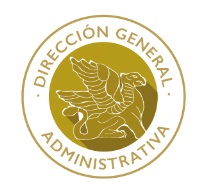 · DIRECCIÓN GENERAL ·
ADMINISTRATIVA